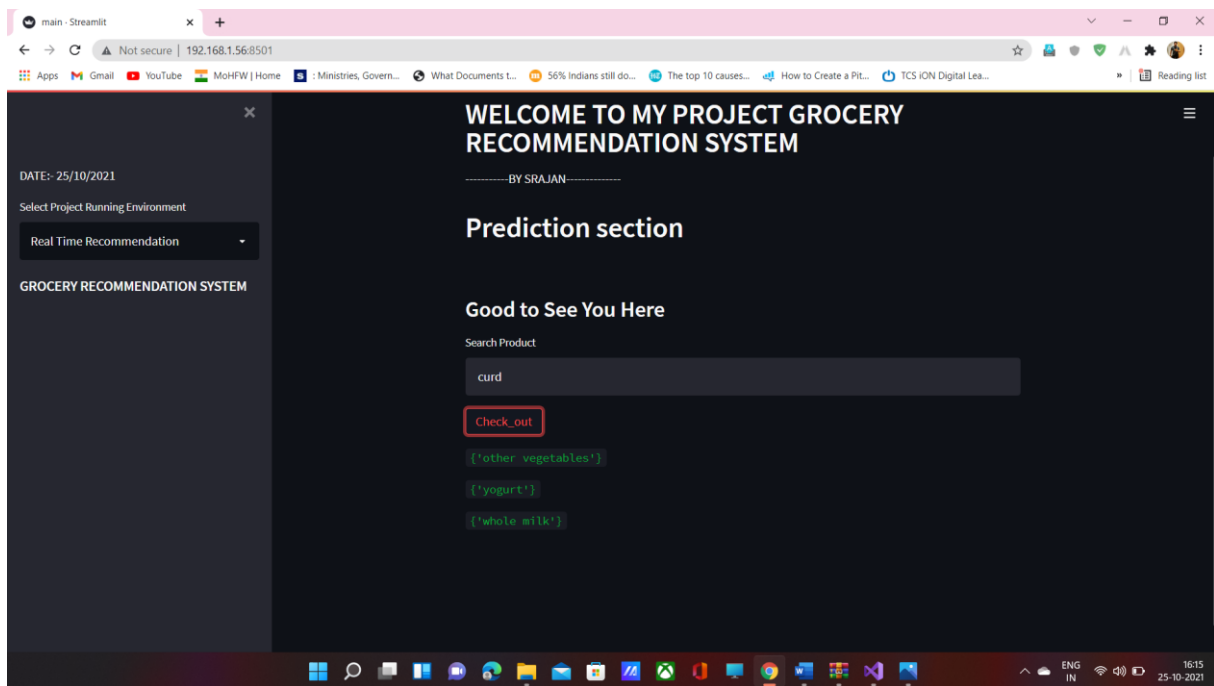 main · Streamlit
Not secure | 192.168.1.56:8501
Apps Gmail YouTube MoHFW | Home : Ministries, Govern... What Documents t... 56% Indians still do... The top 10 causes... How to Create a Pit... TCS iON Digital Lea... » Reading list
DATE:- 25/10/2021
Select Project Running Environment
Real Time Recommendation
GROCERY RECOMMENDATION SYSTEM
WELCOME TO MY PROJECT GROCERY
RECOMMENDATION SYSTEM
-----------BY SRAJAN--------------
Prediction section
Good to See You Here
Search Product
curd
Check_out
{'other vegetables'}
{'yogurt'}
{'whole milk'}
ENG
IN
16:15
25-10-2021